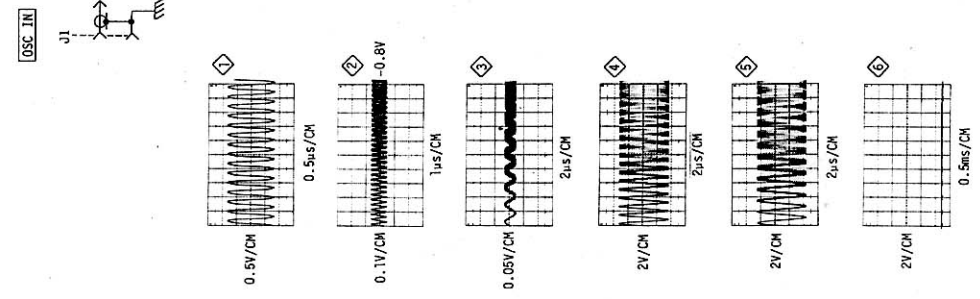 OSC IN
J1
1
0.5V/CM
0.5µs/CM
2
-0.8V
0.1V/CM
1µs/CM
3
0.05V/CM
2µs/CM
4
2V/CM
2µs/CM
5
2V/CM
2µs/CM
6
2V/CM
0.5ms/CM